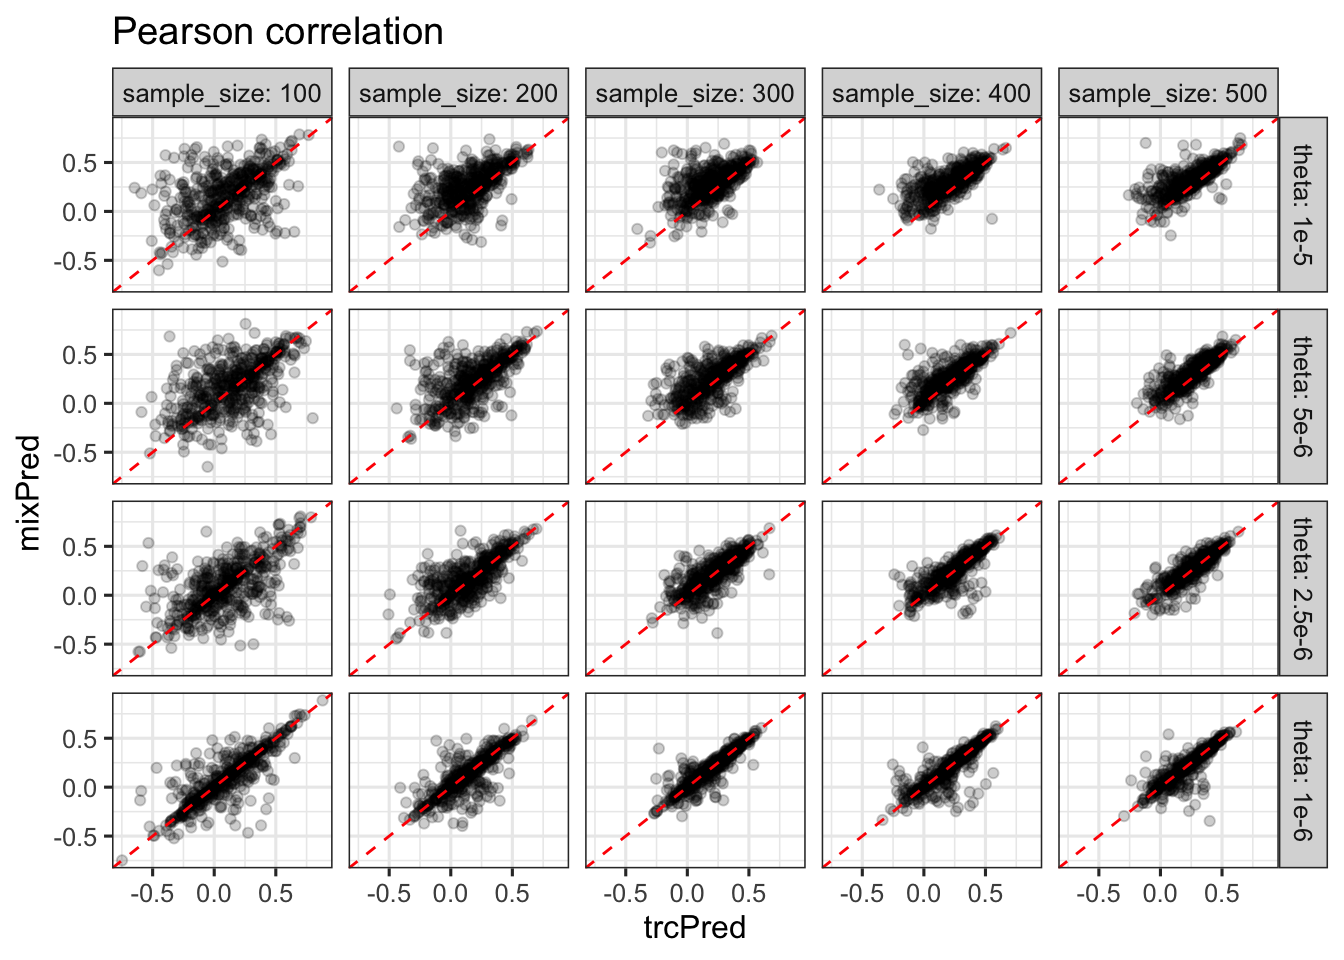 Pearson correlation
sample_size: 100
sample_size: 200
sample_size: 300
sample_size: 400
sample_size: 500
0.5
0.0
-0.5
theta: 1e-5
0.5
0.0
-0.5
theta: 5e-6
mixPred
0.5
0.0
-0.5
theta: 2.5e-6
0.5
0.0
-0.5
theta: 1e-6
-0.5 0.0 0.5
-0.5 0.0 0.5
-0.5 0.0 0.5
-0.5 0.0 0.5
-0.5 0.0 0.5
trcPred